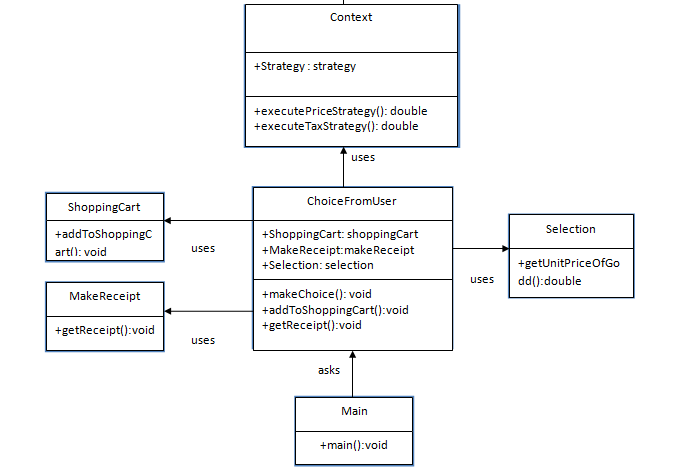 Context
+Strategy : strategy
+executePriceStrategy(): double
+executeTaxStrategy(): double
uses
ShoppingCart
+addToShoppingC
art(): void
uses
ChoiceFromUser
+ShoppingCart: shoppingCart
+MakeReceipt:makeReceipt
+Selection: selection
+makeChoice(): void
+addToShoppingCart():void
+getReceipt():void
Selection
+getUnitPriceOfGo
dd():double
uses
MakeReceipt
+getReceipt():void
uses
asks
Main
+main():void